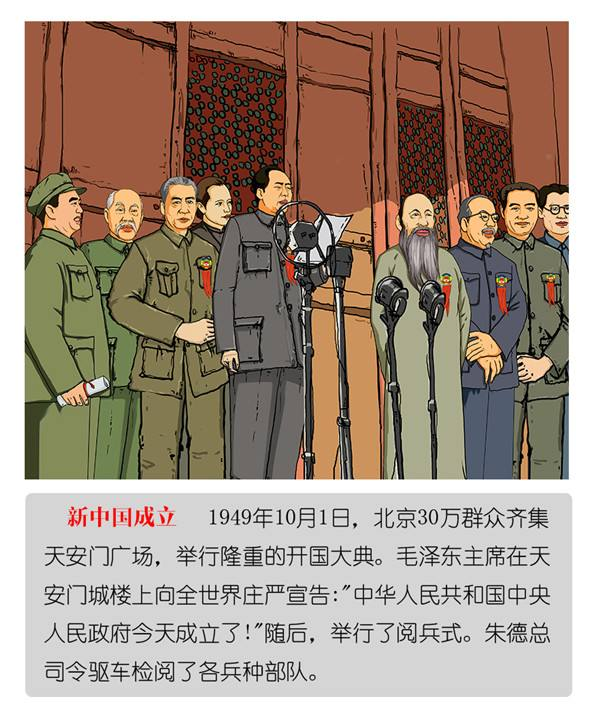 新中国成立 1949年10月1日，北京30万群众齐集
天安门广场，举行隆重的开国大典。毛泽东主席在天
安门城楼上向全世界庄严宣告:"中华人民共和国中央
人民政府今天成立了!"随后，举行了阅兵式。朱德总
司令驱车检阅了各兵种部队。